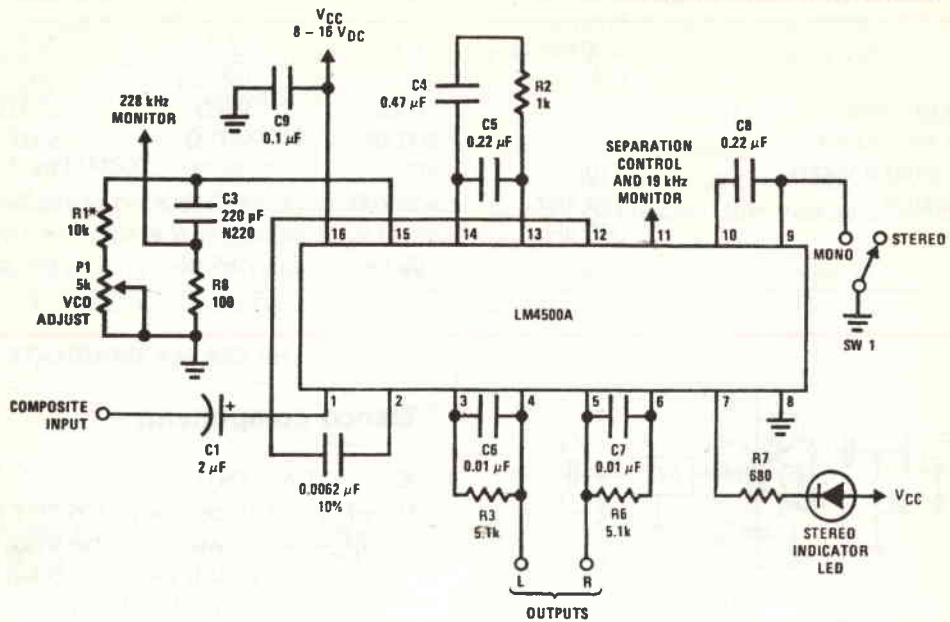 VCC
8 – 16 VDC
C4
0.47 µF
R2
1k
C9
0.1 µF
C5
0.22 µF
SEPARATION
CONTROL
AND 19 kHz
MONITOR
C8
0.22 µF
228 kHz
MONITOR
R1*
10k
C3
220 pF
N220
16
15
14
13
12
11
10
9
MONO
STEREO
P1
5k
VCO
ADJUST
R8
100
LM4500A
SW 1
COMPOSITE
INPUT
C1
2 µF
+
1
2
3
4
5
6
7
8
0.0062 µF
10%
C6
0.01 µF
C7
0.01 µF
R3
5.1k
R6
5.1k
R7
680
VCC
STEREO
INDICATOR
LED
L
R
OUTPUTS